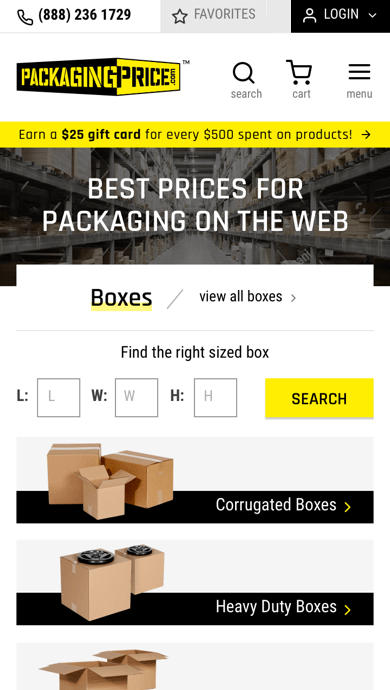 (888) 236 1729
FAVORITES
LOGIN
PACKAGINGPRICE.com™
search
cart
menu
Earn a $25 gift card for every $500 spent on products!
BEST PRICES FOR
PACKAGING ON THE WEB
Boxes
view all boxes
Find the right sized box
L: L W: W H: H SEARCH
Corrugated Boxes
Heavy Duty Boxes